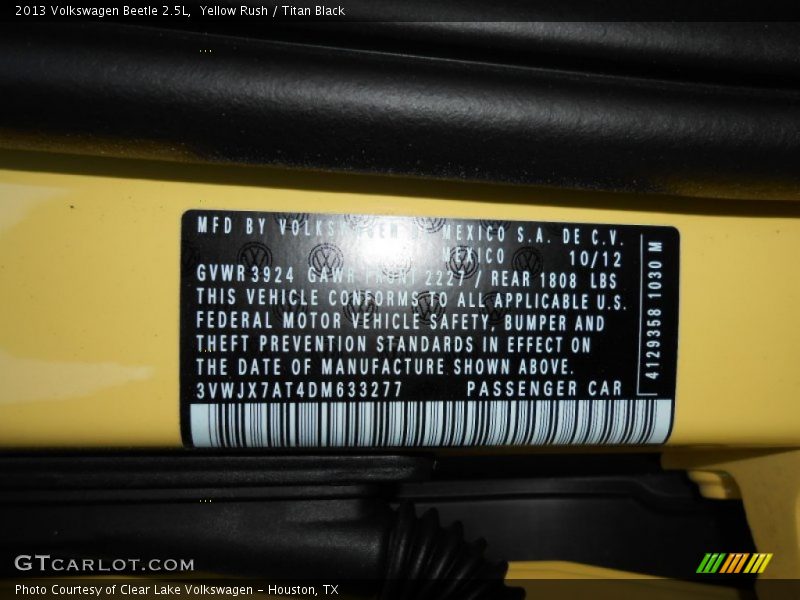 2013 Volkswagen Beetle 2.5L, Yellow Rush / Titan Black
MFD BY VOLKSWAGEN DE MEXICO S.A. DE C.V.
MEXICO 10/12
GVWR 3924 GAWR FRONT 2227 / REAR 1808 LBS
THIS VEHICLE CONFORMS TO ALL APPLICABLE U.S.
FEDERAL MOTOR VEHICLE SAFETY, BUMPER AND
THEFT PREVENTION STANDARDS IN EFFECT ON
THE DATE OF MANUFACTURE SHOWN ABOVE.
3VWJX7AT4DM633277 PASSENGER CAR
4129358 1030 M
GTCARLOT.COM
Photo Courtesy of Clear Lake Volkswagen - Houston, TX